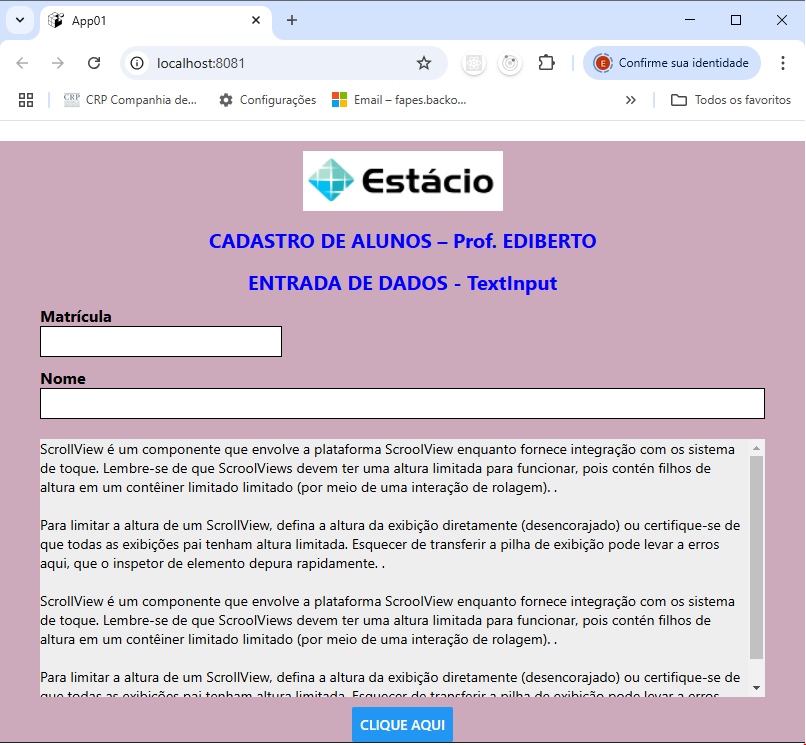 App01
localhost:8081
E
Confirme sua identidade
CRP
CRP Companhia de...
Configurações
Email – fapes.backo...
Todos os favoritos
Estácio
CADASTRO DE ALUNOS – Prof. EDIBERTO
ENTRADA DE DADOS - TextInput
Matrícula
Nome
ScrollView é um componente que envolve a plataforma ScroolView enquanto fornece integração com os sistema
de toque. Lembre-se de que ScroolViews devem ter uma altura limitada para funcionar, pois contén filhos de
altura em um contêiner limitado limitado (por meio de uma interação de rolagem). .
Para limitar a altura de um ScrollView, defina a altura da exibição diretamente (desencorajado) ou certifique-se de
que todas as exibições pai tenham altura limitada. Esquecer de transferir a pilha de exibição pode levar a erros
aqui, que o inspetor de elemento depura rapidamente. .
ScrollView é um componente que envolve a plataforma ScroolView enquanto fornece integração com os sistema
de toque. Lembre-se de que ScroolViews devem ter uma altura limitada para funcionar, pois contén filhos de
altura em um contêiner limitado limitado (por meio de uma interação de rolagem). .
Para limitar a altura de um ScrollView, defina a altura da exibição diretamente (desencorajado) ou certifique-se de
que todas as exibições pai tenham altura limitada. Esquecer de transferir a pilha de exibição pode levar a erros
CLIQUE AQUI